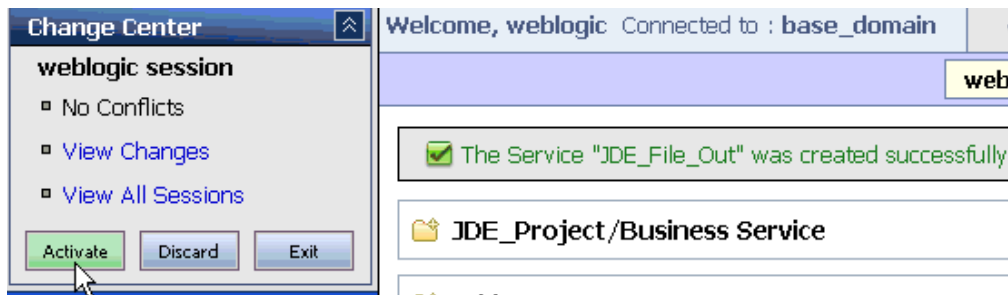 Change Center
weblogic session
No Conflicts
View Changes
View All Sessions
Activate Discard Exit
Welcome, weblogic Connected to : base_domain
web
The Service "JDE_File_Out" was created successfully
JDE_Project/Business Service